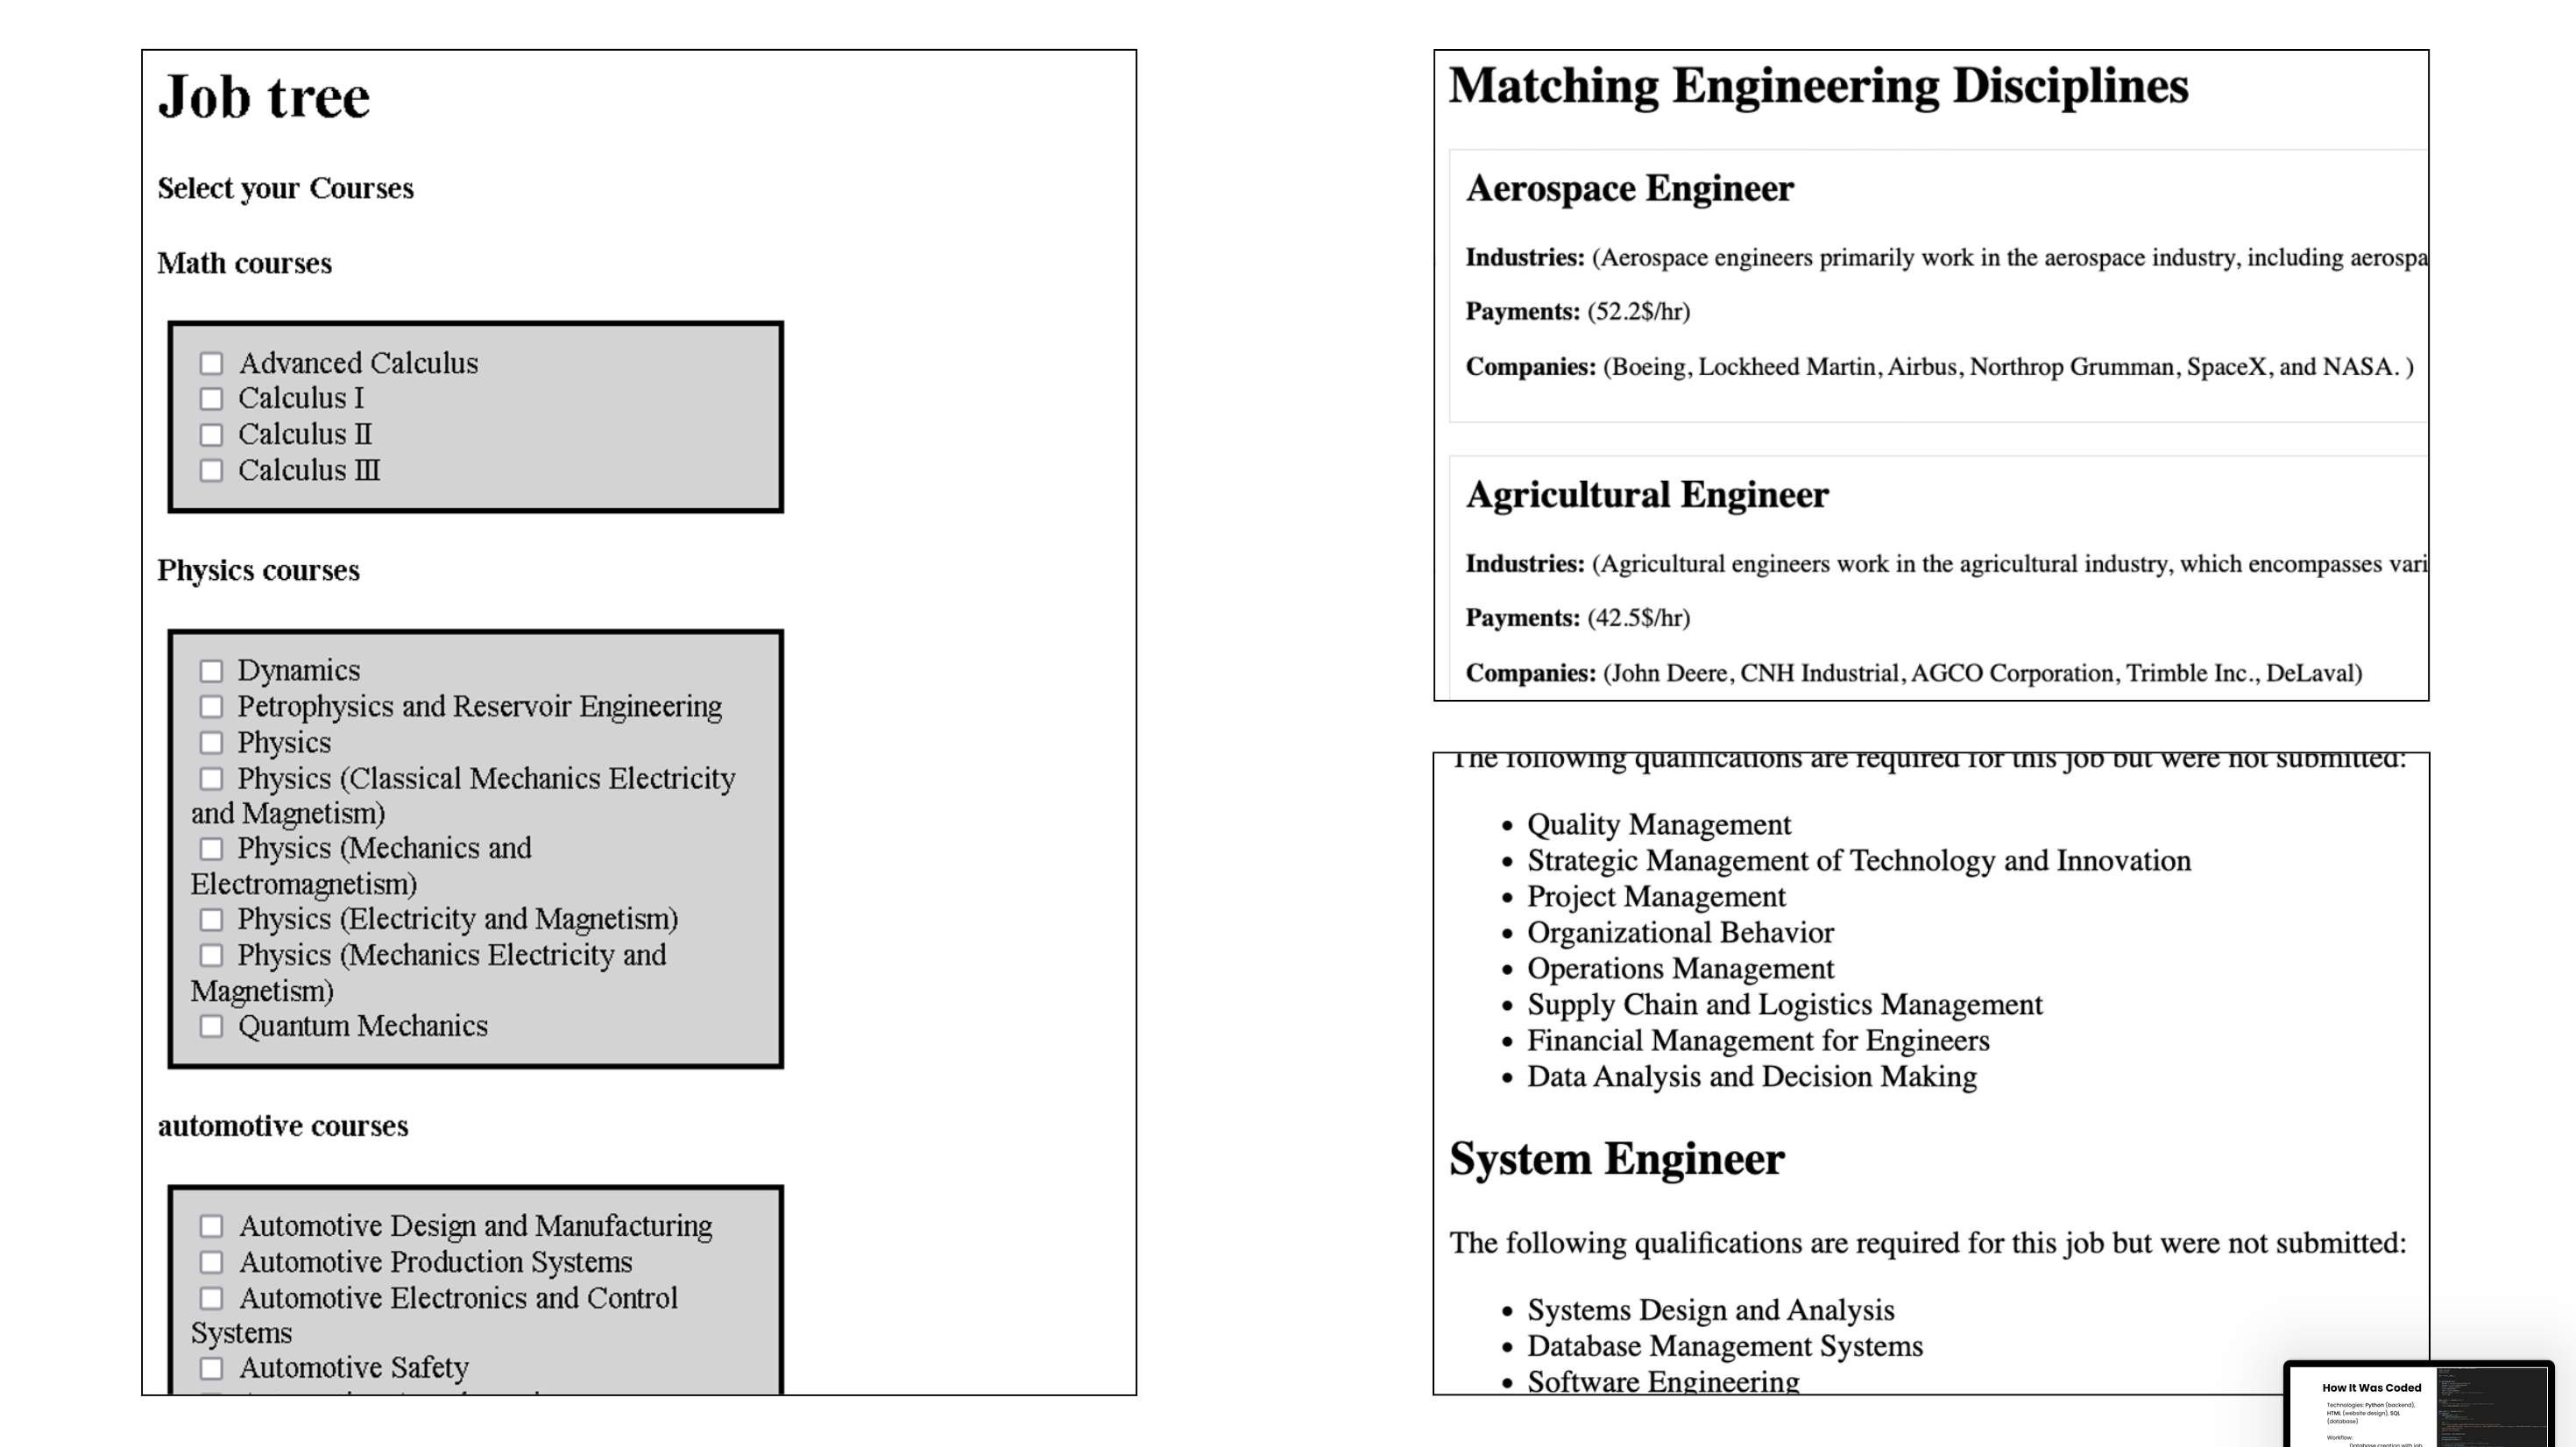 Job tree
Select your Courses
Math courses
Advanced Calculus
Calculus I
Calculus II
Calculus III
Physics courses
Dynamics
Petrophysics and Reservoir Engineering
Physics
Physics (Classical Mechanics Electricity
and Magnetism)
Physics (Mechanics and
Electromagnetism)
Physics (Electricity and Magnetism)
Physics (Mechanics Electricity and
Magnetism)
Quantum Mechanics
automotive courses
Automotive Design and Manufacturing
Automotive Production Systems
Automotive Electronics and Control
Systems
Automotive Safety
Matching Engineering Disciplines
Aerospace Engineer
Industries: (Aerospace engineers primarily work in the aerospace industry, including aerospa
Payments: (52.2$/hr)
Companies: (Boeing, Lockheed Martin, Airbus, Northrop Grumman, SpaceX, and NASA. )
Agricultural Engineer
Industries: (Agricultural engineers work in the agricultural industry, which encompasses vari
Payments: (42.5$/hr)
Companies: (John Deere, CNH Industrial, AGCO Corporation, Trimble Inc., DeLaval)
The following qualifications are required for this job but were not submitted:
• Quality Management
• Strategic Management of Technology and Innovation
• Project Management
• Organizational Behavior
• Operations Management
• Supply Chain and Logistics Management
• Financial Management for Engineers
• Data Analysis and Decision Making
System Engineer
The following qualifications are required for this job but were not submitted:
• Systems Design and Analysis
• Database Management Systems
• Software Engineering
How It Was Coded
Technologies: Python (backend),
HTML (website design), SQL
(database)
Workflow:
Database creation with job